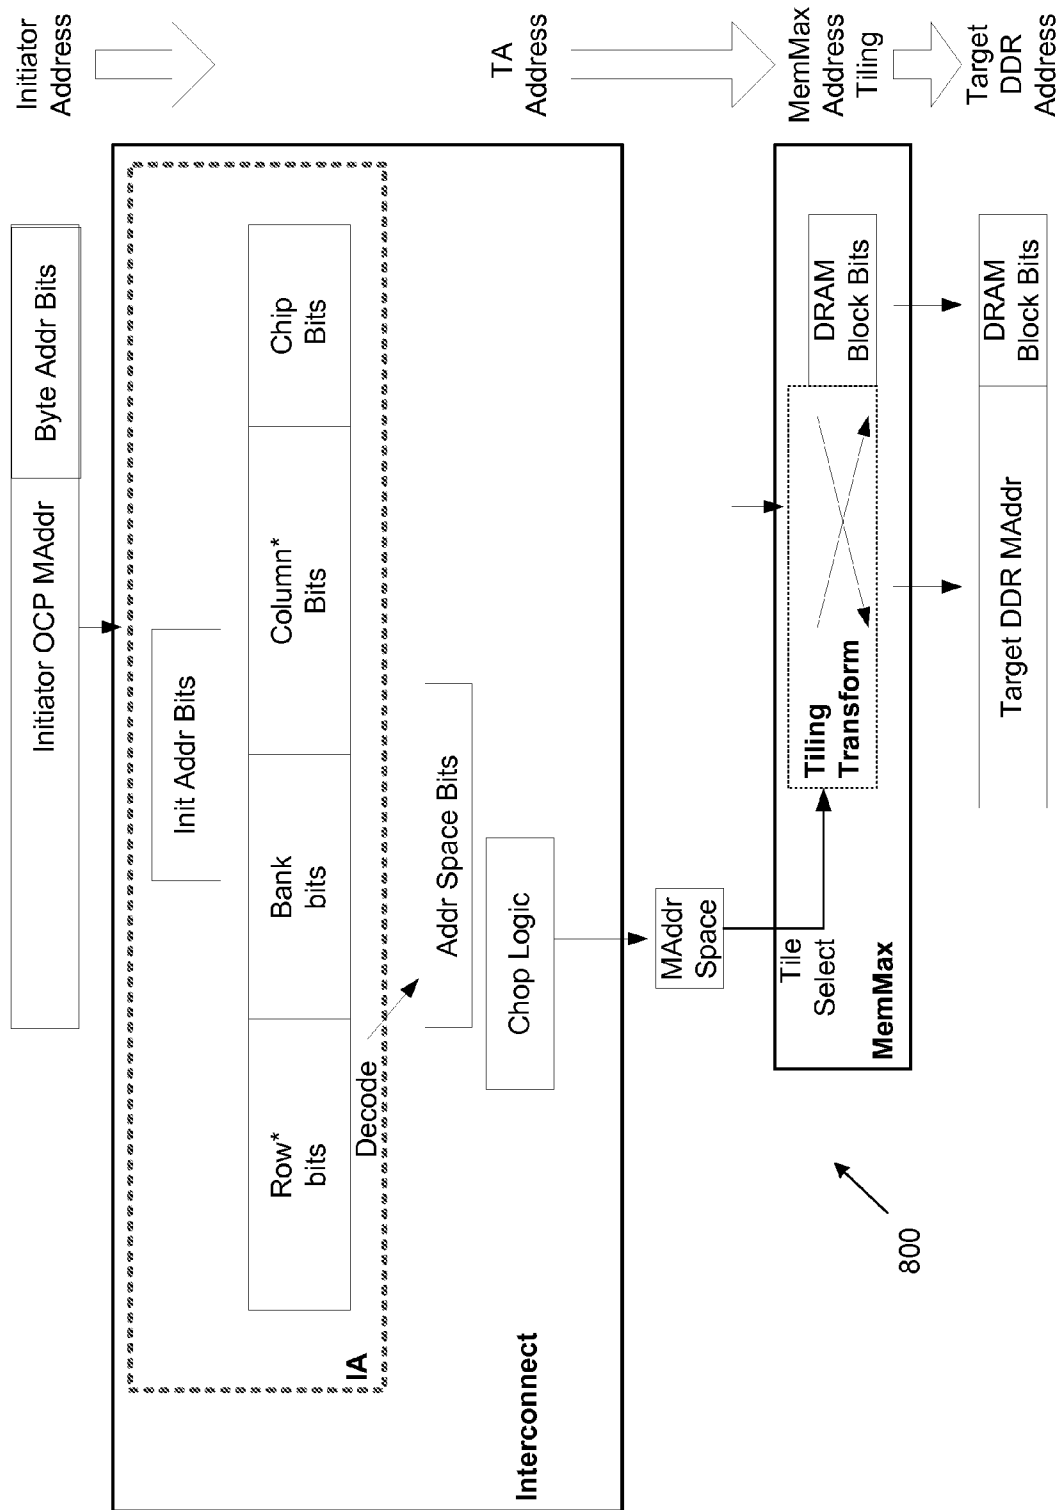 Initiator
Address
TA
Address
MemMax
Address
Tiling
Target
DDR
Address
Initiator OCP MAddr
Byte Addr Bits
Init Addr Bits
Row*
bits
Bank
bits
Column*
Bits
Chip
Bits
IA
Decode
Addr Space Bits
Chop Logic
Interconnect
MAddr
Space
Tile
Select
Tiling
Transform
DRAM
Block Bits
MemMax
Target DDR MAddr
DRAM
Block Bits
800